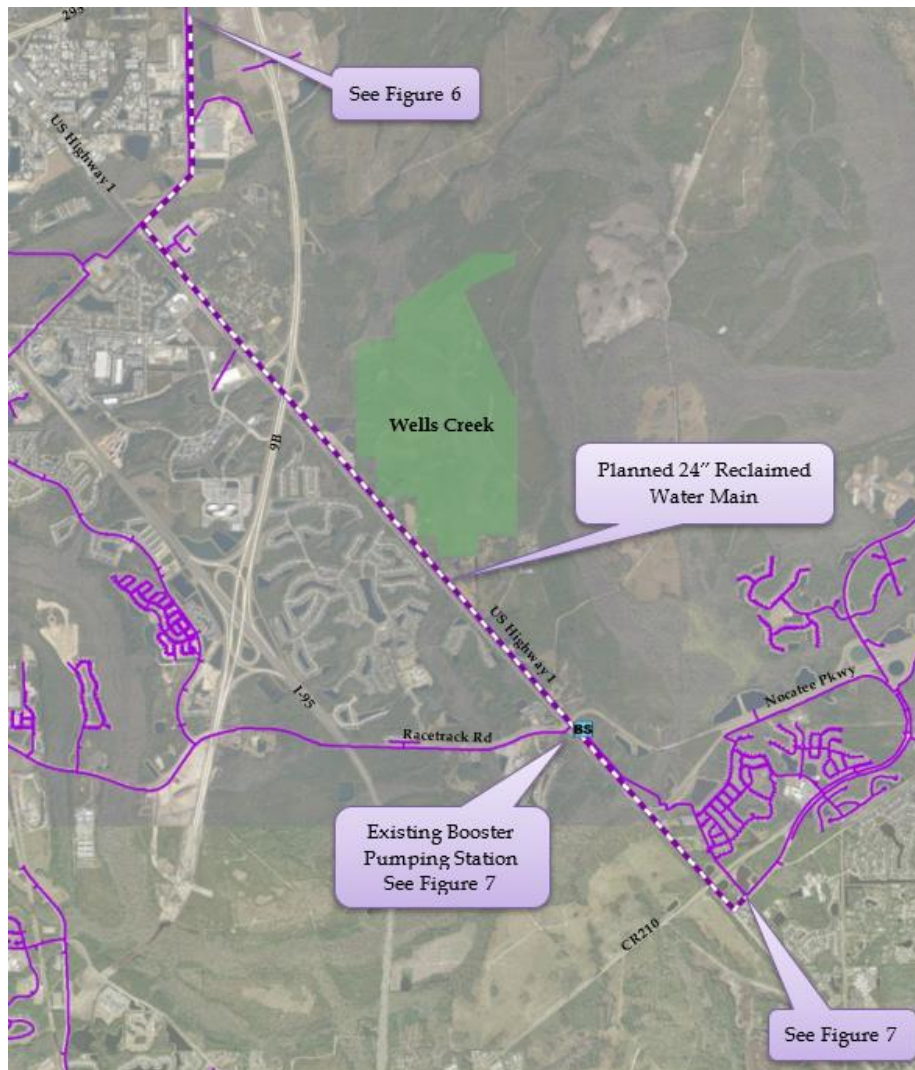 295
See Figure 6
US Highway 1
Wells Creek
9B
Planned 24" Reclaimed
Water Main
US Highway 1
Nocatee Pkwy
I-95
Racetrack Rd
BS
Existing Booster
Pumping Station
See Figure 7
CR210
See Figure 7